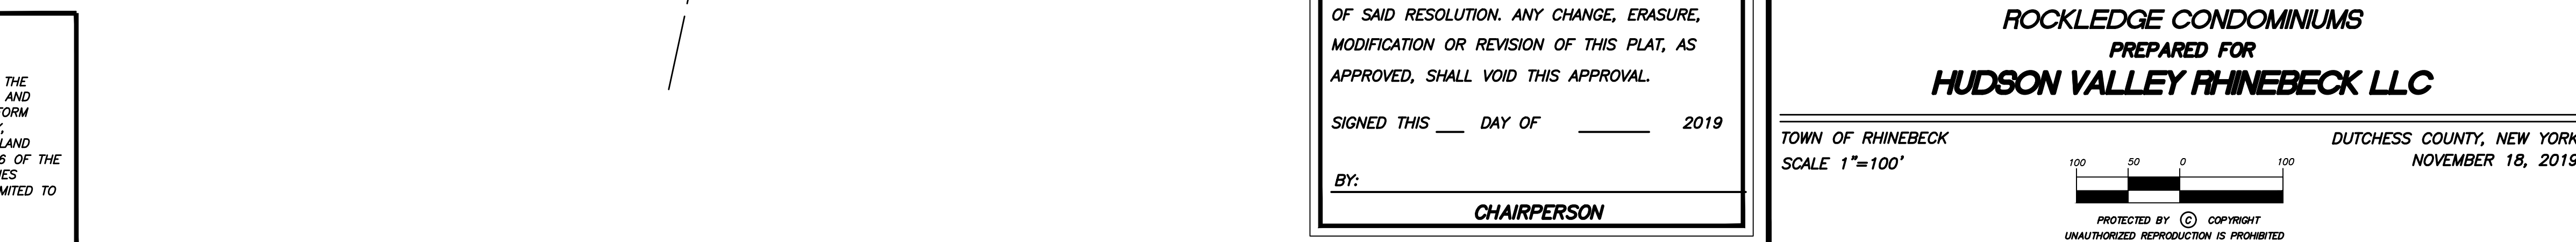 THE
AND
LAND
OF THE
MITED TO
OF SAID RESOLUTION. ANY CHANGE, ERASURE,
MODIFICATION OR REVISION OF THIS PLAT, AS
APPROVED, SHALL VOID THIS APPROVAL.
SIGNED THIS ___ DAY OF ________ 2019
BY:
CHAIRPERSON
ROCKLEDGE CONDOMINIUMS
PREPARED FOR
HUDSON VALLEY RHINEBECK LLC
TOWN OF RHINEBECK
SCALE 1"=100'
DUTCHESS COUNTY, NEW YORK
NOVEMBER 18, 2019
100 50 0 100
PROTECTED BY © COPYRIGHT
UNAUTHORIZED REPRODUCTION IS PROHIBITED